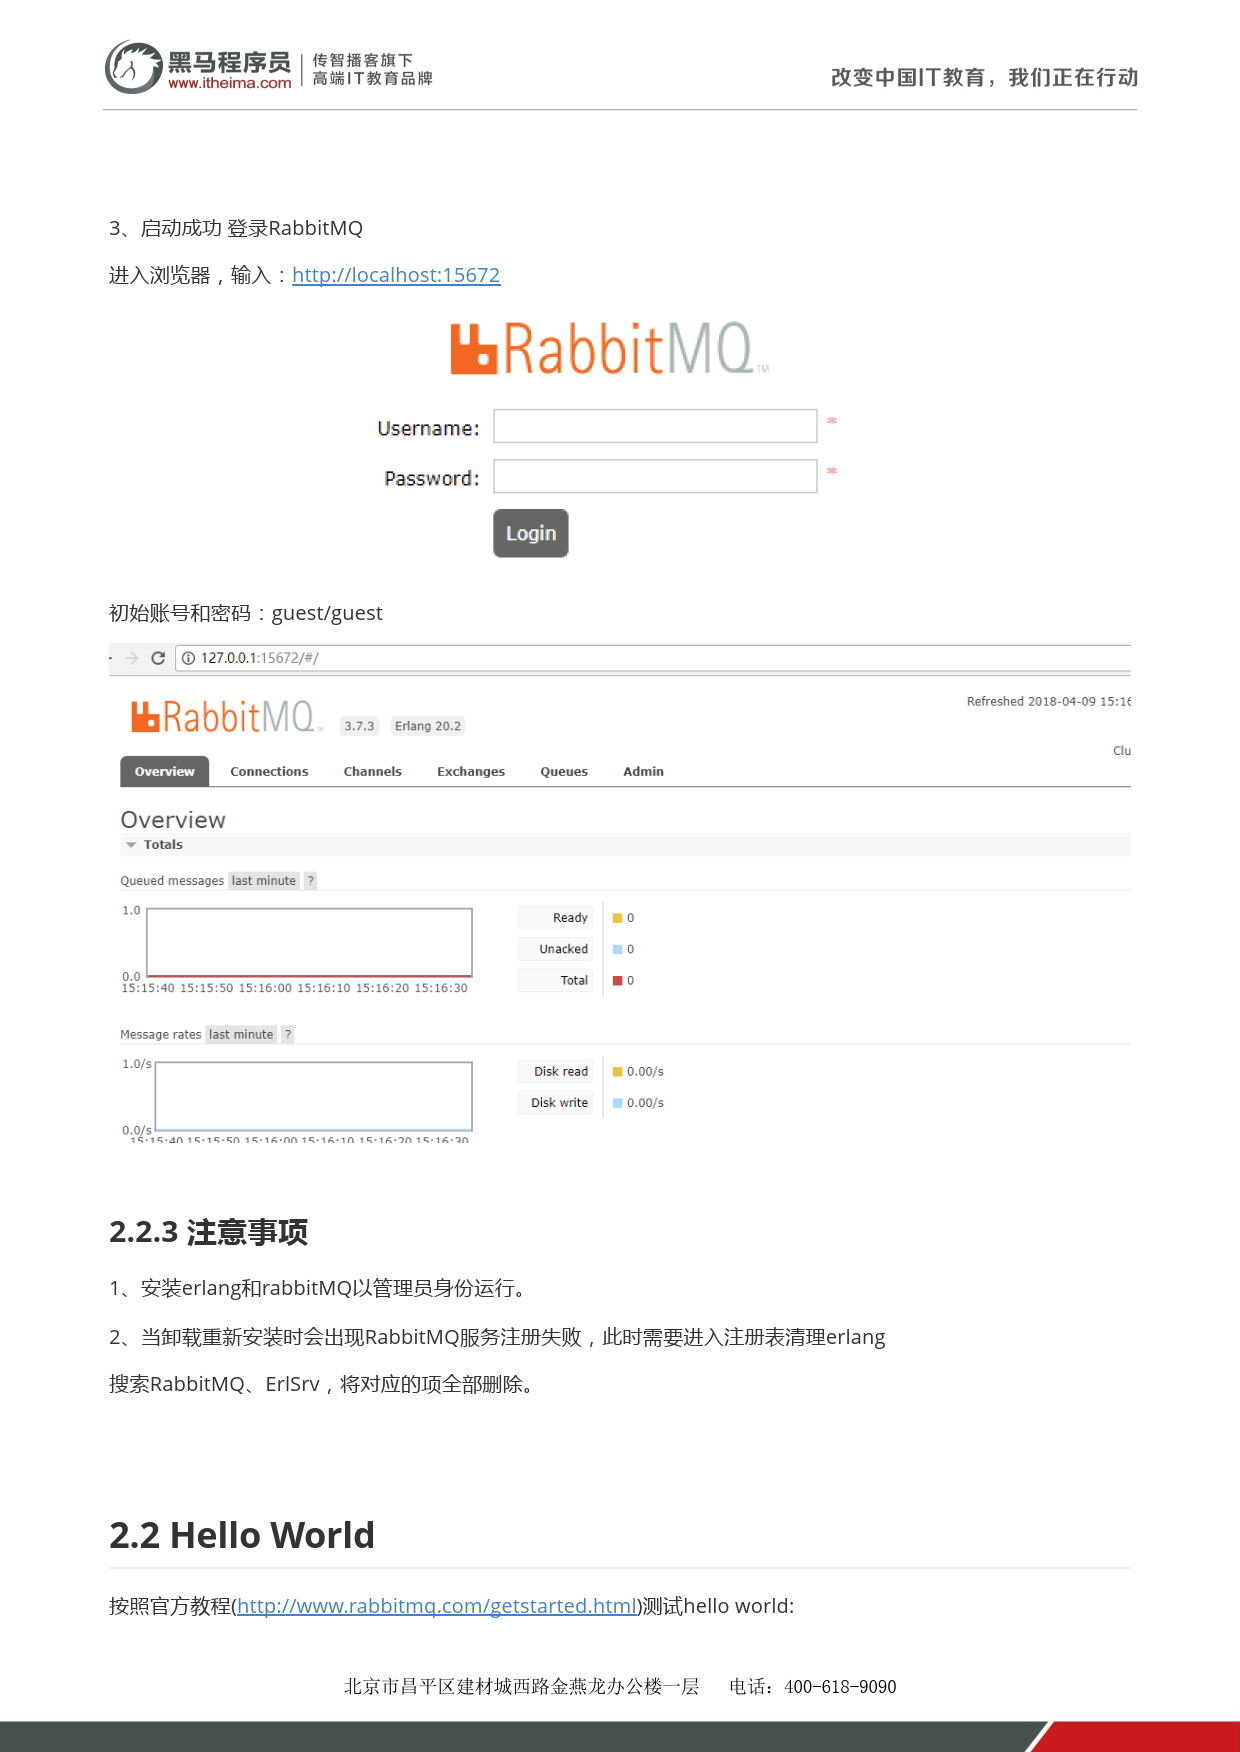 黑马程序员
www.itheima.com
传智播客旗下
高端IT教育品牌
改变中国IT教育，我们正在行动
3、启动成功 登录RabbitMQ
进入浏览器，输入：http://localhost:15672
RabbitMQ™
Username: *
Password: *
Login
初始账号和密码：guest/guest
127.0.0.1:15672/#/
RabbitMQ™ 3.7.3 Erlang 20.2
Refreshed 2018-04-09 15:16
Clu
Overview Connections Channels Exchanges Queues Admin
Overview
Totals
Queued messages last minute ?
1.0
0.0
15:15:40 15:15:50 15:16:00 15:16:10 15:16:20 15:16:30
Ready 0
Unacked 0
Total 0
Message rates last minute ?
1.0/s
0.0/s
15:15:40 15:15:50 15:16:00 15:16:10 15:16:20 15:16:30
Disk read 0.00/s
Disk write 0.00/s
2.2.3 注意事项
1、安装erlang和rabbitMQ以管理员身份运行。
2、当卸载重新安装时会出现RabbitMQ服务注册失败，此时需要进入注册表清理erlang
搜索RabbitMQ、ErlSrv，将对应的项全部删除。
2.2 Hello World
按照官方教程(http://www.rabbitmq.com/getstarted.html)测试hello world:
北京市昌平区建材城西路金燕龙办公楼一层 电话：400-618-9090